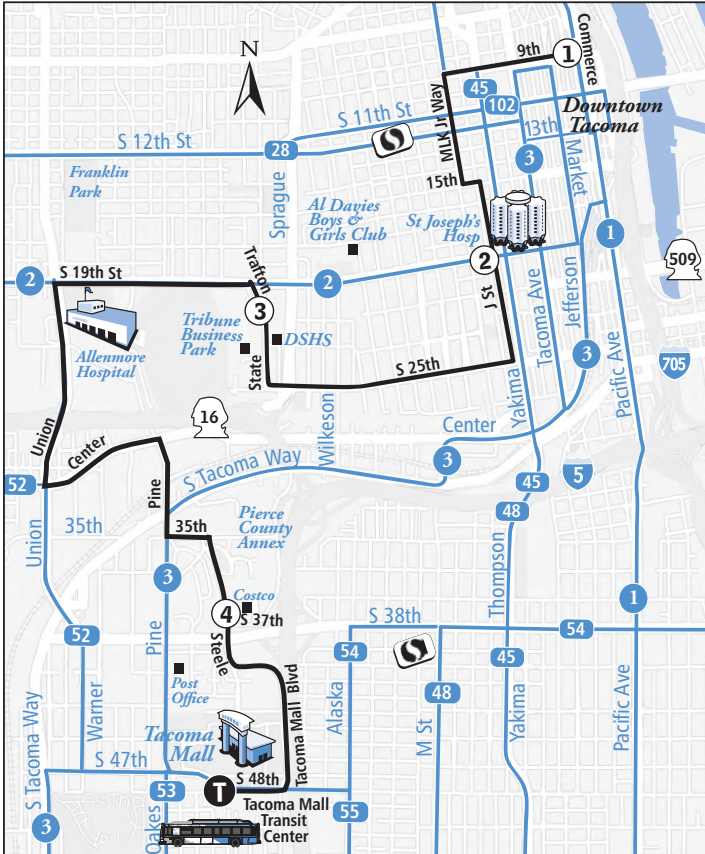 N
9th
1
Commerce
MLK Jr Way
45
102
S 11th St
Downtown
Tacoma
13th
S 12th St
28
3
Market
Franklin
Park
Sprague
15th
Al Davies
Boys &
Girls Club
St Joseph's
Hosp
1
509
2
S 19th St
Trafton
2
2
J St
Tacoma Ave
Jefferson
3
Allenmore
Hospital
Tribune
Business
Park
DSHS
State
S 25th
3
Pacific Ave
705
Yakima
Wilkeson
16
Union
Center
Center
3
S Tacoma Way
52
Pine
5
45
48
Union
35th
35th
Pierce
County
Annex
3
Costco
4
S 37th
Thompson
1
S 38th
54
52
Pine
Steele
54
45
Warner
Post
Office
Tacoma Mall Blvd
Alaska
48
M St
Yakima
Pacific Ave
S Tacoma Way
Tacoma
Mall
S 47th
S 48th
T
53
Tacoma Mall
Transit
Center
55
3
Oakes